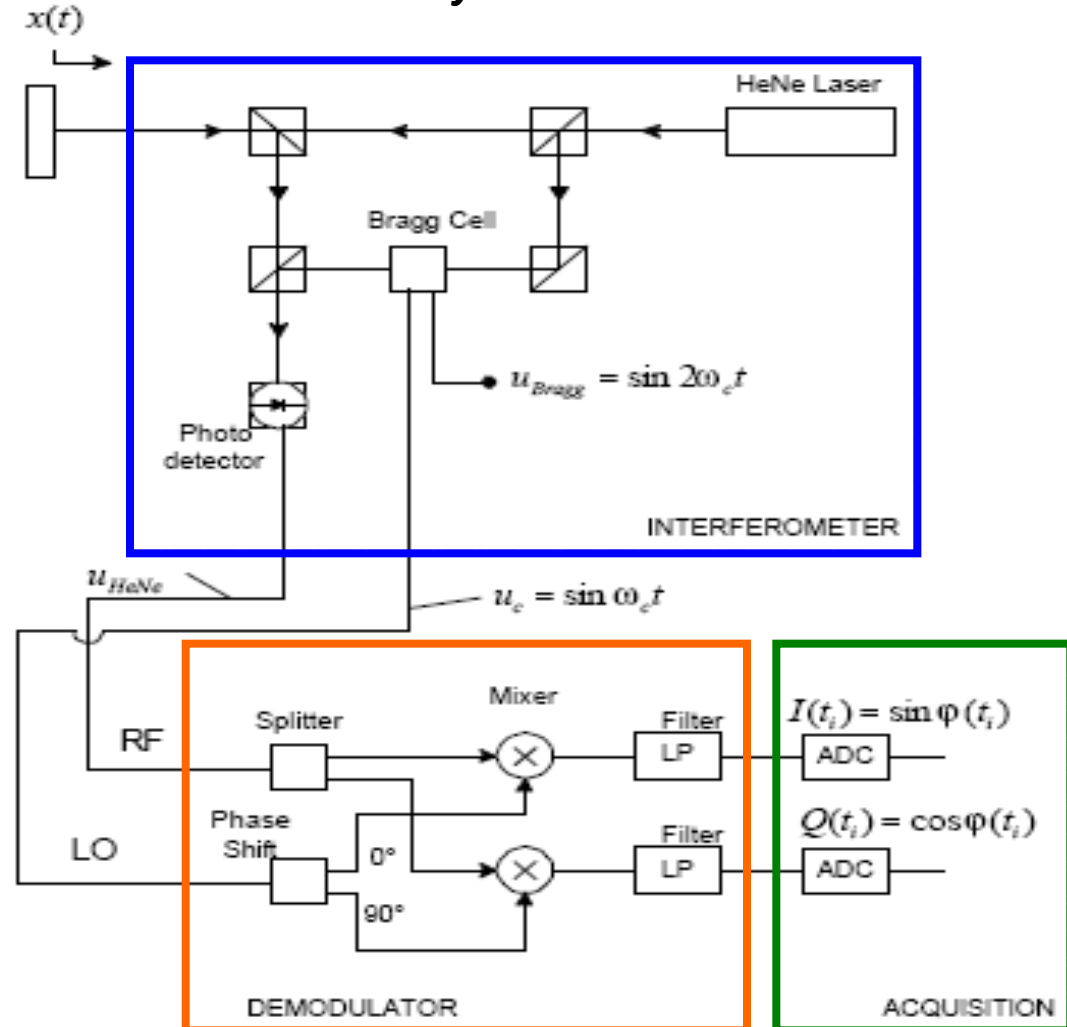 x(t)
HeNe Laser
Bragg Cell
u_Bragg = sin 2ω_c t
Photo
detector
INTERFEROMETER
u_HeNe
u_c = sin ω_c t
Mixer
Splitter
Filter
I(t_i) = sin φ(t_i)
RF
LP
ADC
Phase
Shift
Filter
Q(t_i) = cosφ(t_i)
LO
0°
LP
ADC
90°
DEMODULATOR
ACQUISITION